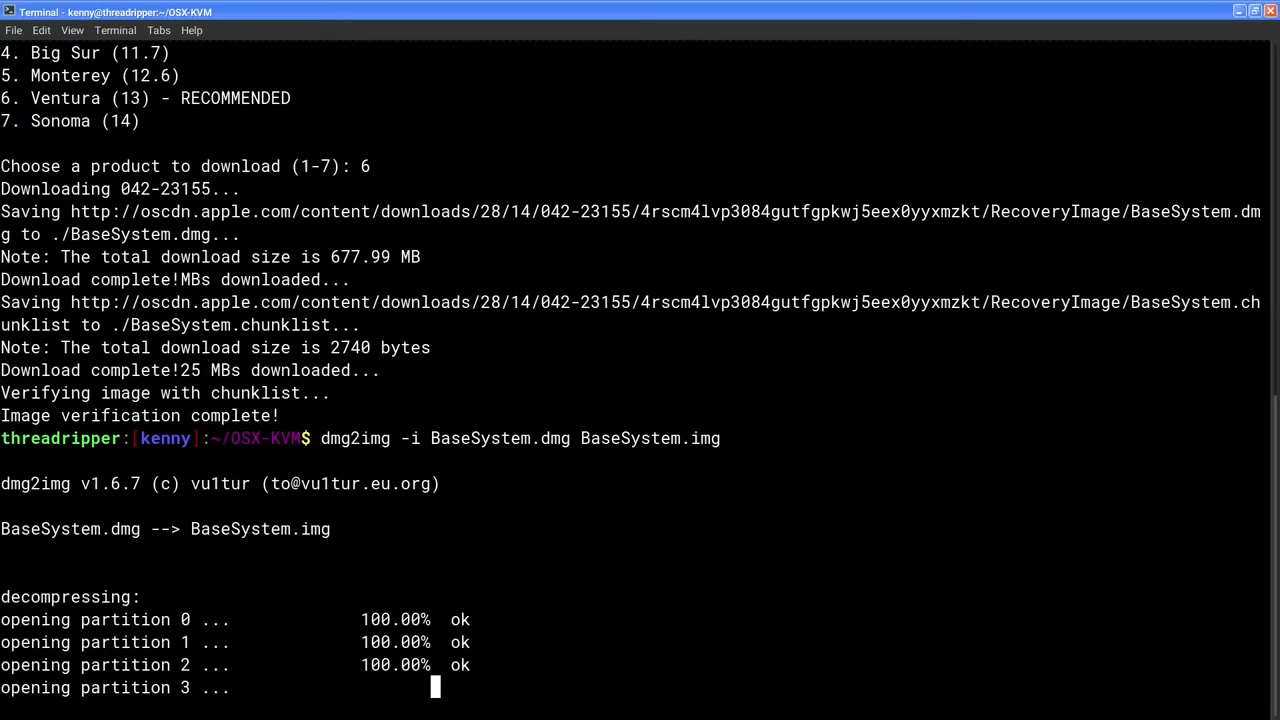 Terminal - kenny@threadripper:~/OSX-KVM
File Edit View Terminal Tabs Help
4. Big Sur (11.7)
5. Monterey (12.6)
6. Ventura (13) - RECOMMENDED
7. Sonoma (14)
Choose a product to download (1-7): 6
Downloading 042-23155...
Saving http://oscdn.apple.com/content/downloads/28/14/042-23155/4rscm4lvp3084gutfgpkwj5eex0yyxmzkt/RecoveryImage/BaseSystem.dm
g to ./BaseSystem.dmg...
Note: The total download size is 677.99 MB
Download complete!MBs downloaded...
Saving http://oscdn.apple.com/content/downloads/28/14/042-23155/4rscm4lvp3084gutfgpkwj5eex0yyxmzkt/RecoveryImage/BaseSystem.ch
unklist to ./BaseSystem.chunklist...
Note: The total download size is 2740 bytes
Download complete!25 MBs downloaded...
Verifying image with chunklist...
Image verification complete!
threadripper:[kenny]:~/OSX-KVM$ dmg2img -i BaseSystem.dmg BaseSystem.img
dmg2img v1.6.7 (c) vu1tur (to@vu1tur.eu.org)
BaseSystem.dmg --> BaseSystem.img
decompressing:
opening partition 0 ... 100.00% ok
opening partition 1 ... 100.00% ok
opening partition 2 ... 100.00% ok
opening partition 3 ...